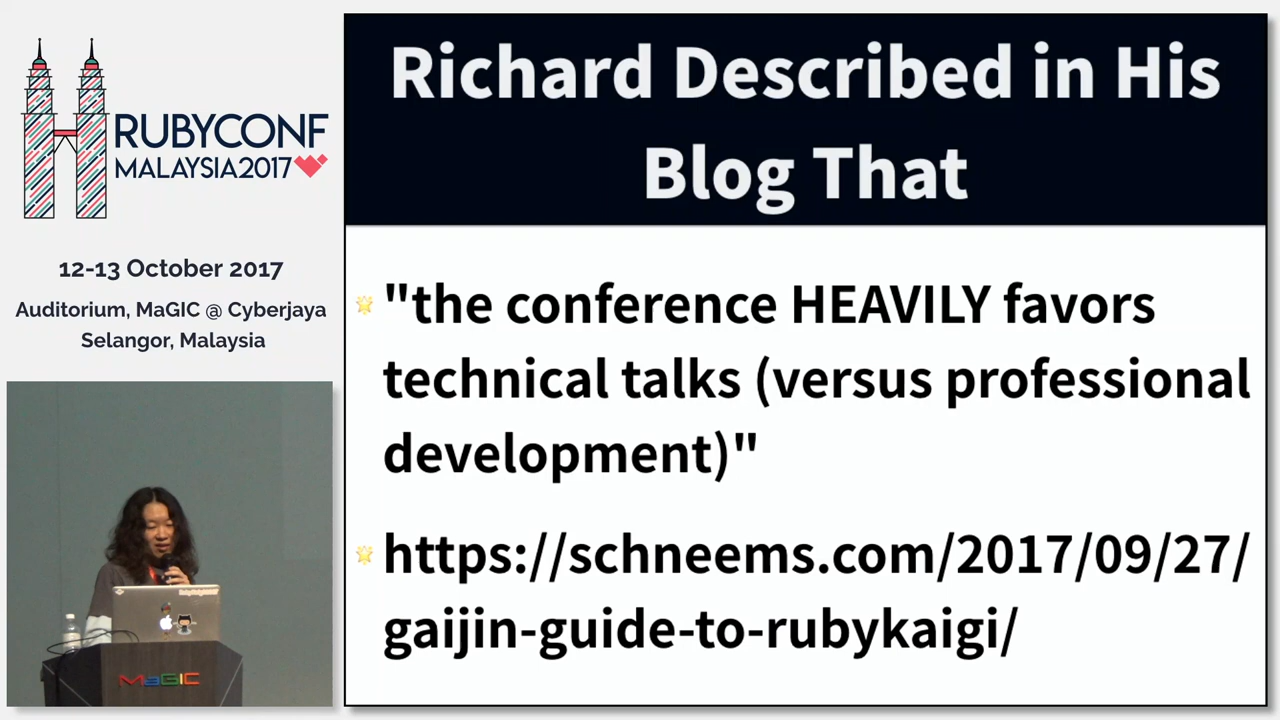 RUBYCONF
MALAYSIA2017
12-13 October 2017
Auditorium, MaGIC @ Cyberjaya
Selangor, Malaysia
MaGIC
Richard Described in His
Blog That
"the conference HEAVILY favors
technical talks (versus professional
development)"
https://schneems.com/2017/09/27/
gaijin-guide-to-rubykaigi/